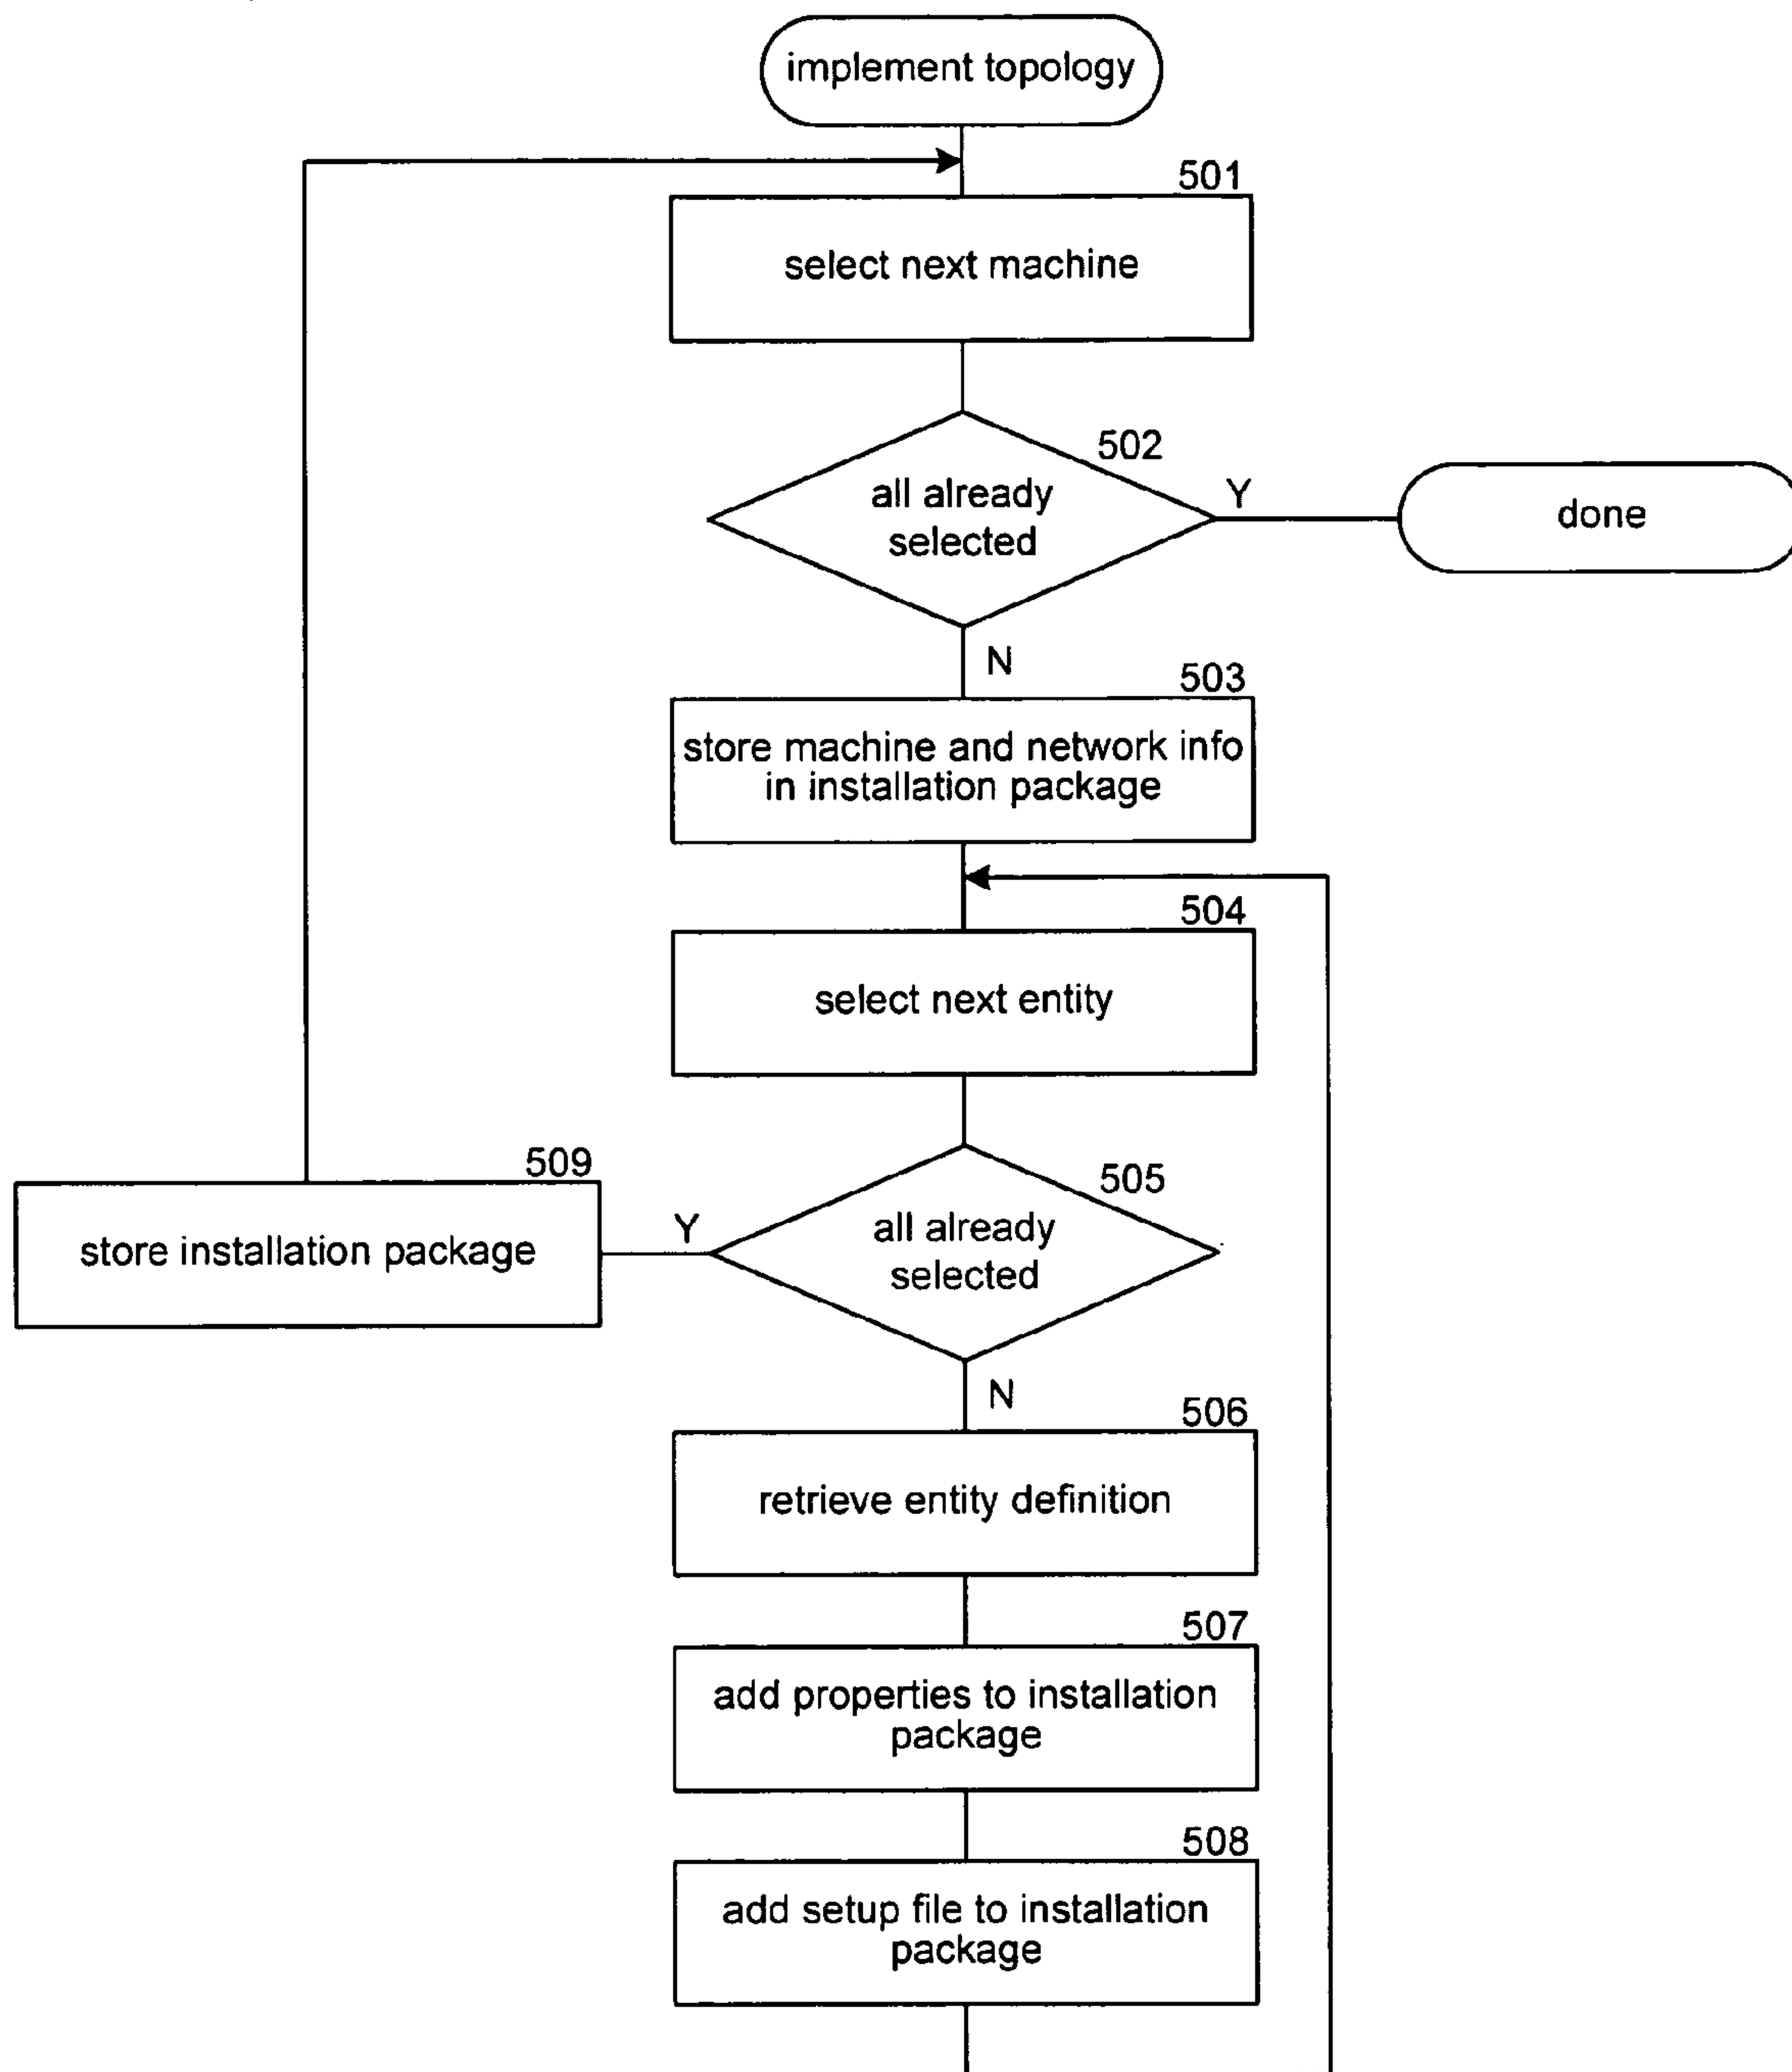 implement topology
501
select next machine
502
all already
selected
Y
done
N
503
store machine and network info
in installation package
504
select next entity
509
store installation package
Y
505
all already
selected
N
506
retrieve entity definition
507
add properties to installation
package
508
add setup file to installation
package